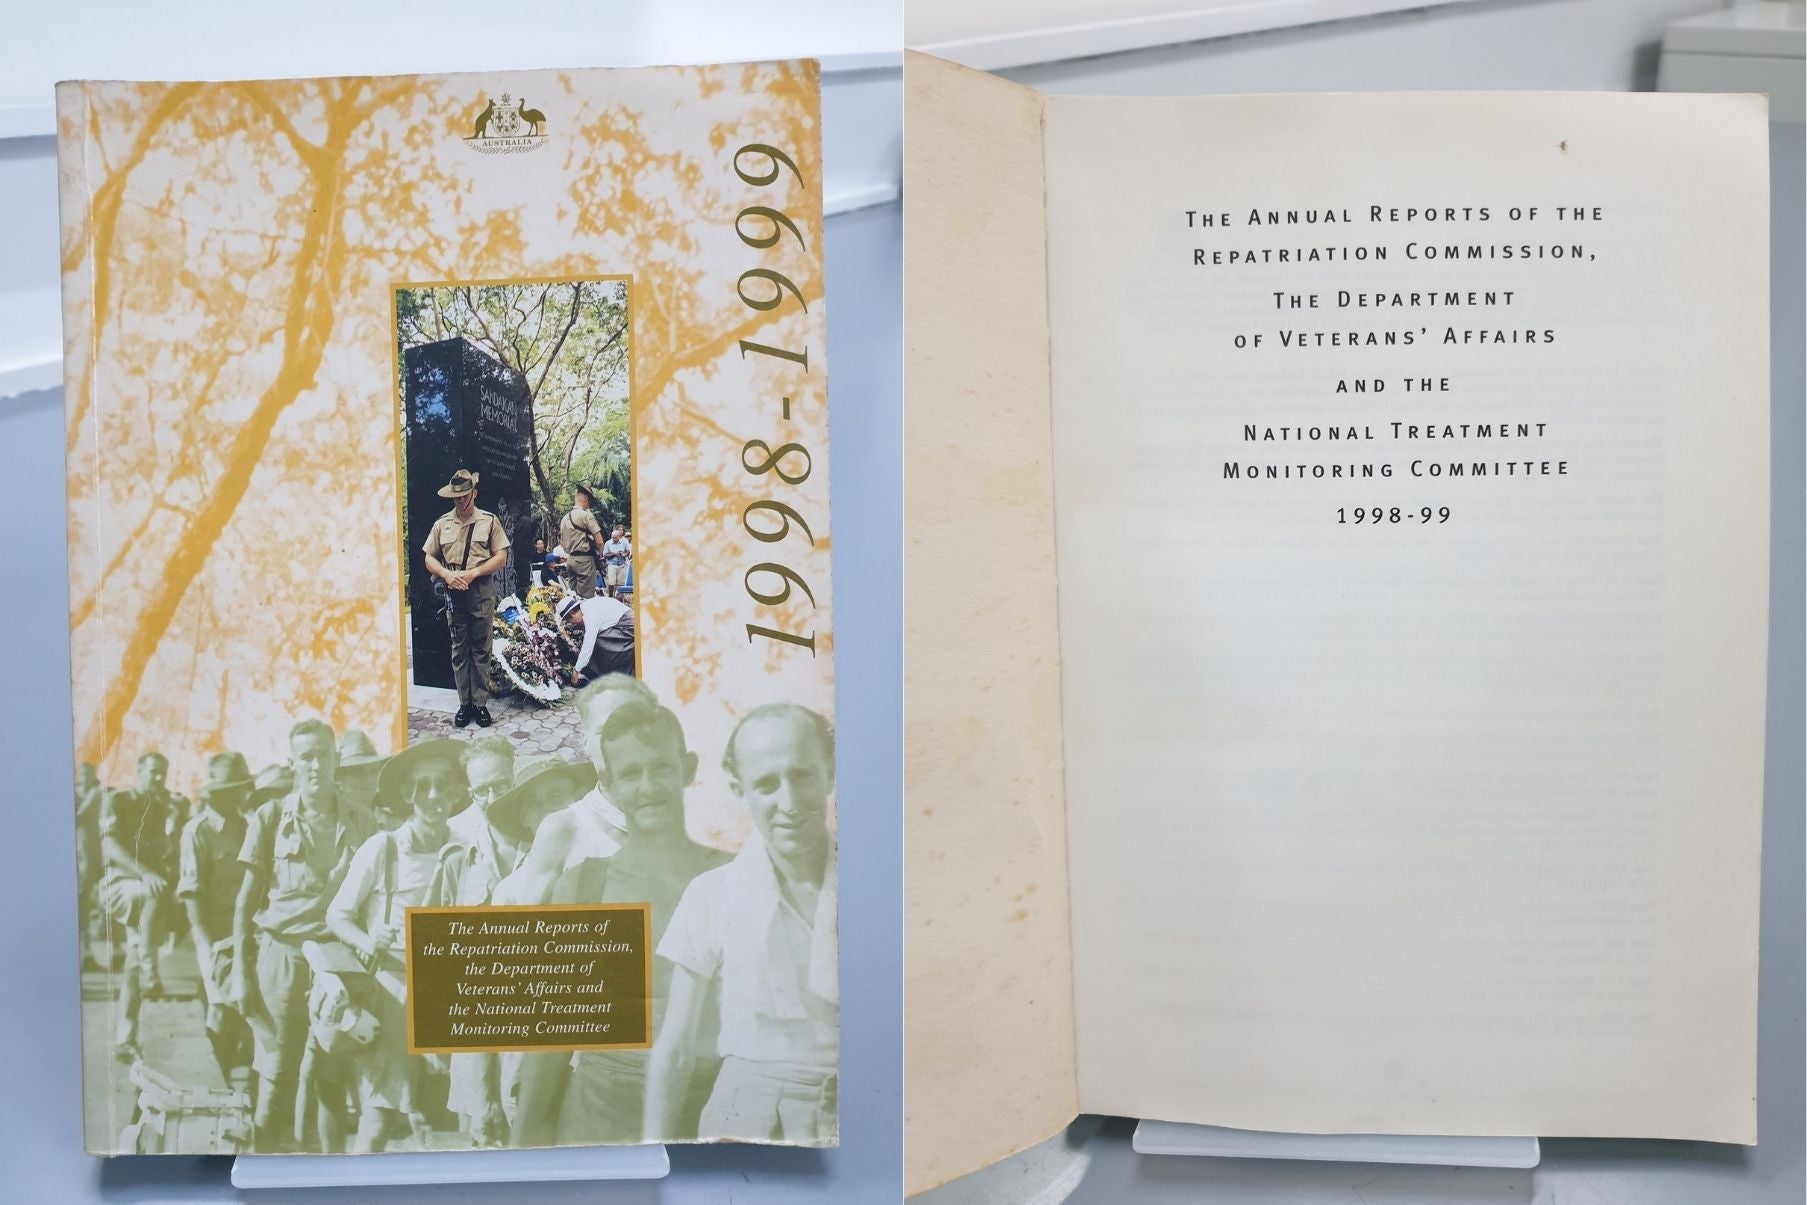 AUSTRALIA
1998-1999
SANDAKAN
MEMORIAL
The Annual Reports of
the Repatriation Commission,
the Department of
Veterans' Affairs and
the National Treatment
Monitoring Committee
THE ANNUAL REPORTS OF THE
REPATRIATION COMMISSION,
THE DEPARTMENT
OF VETERANS' AFFAIRS
AND THE
NATIONAL TREATMENT
MONITORING COMMITTEE
1998-99